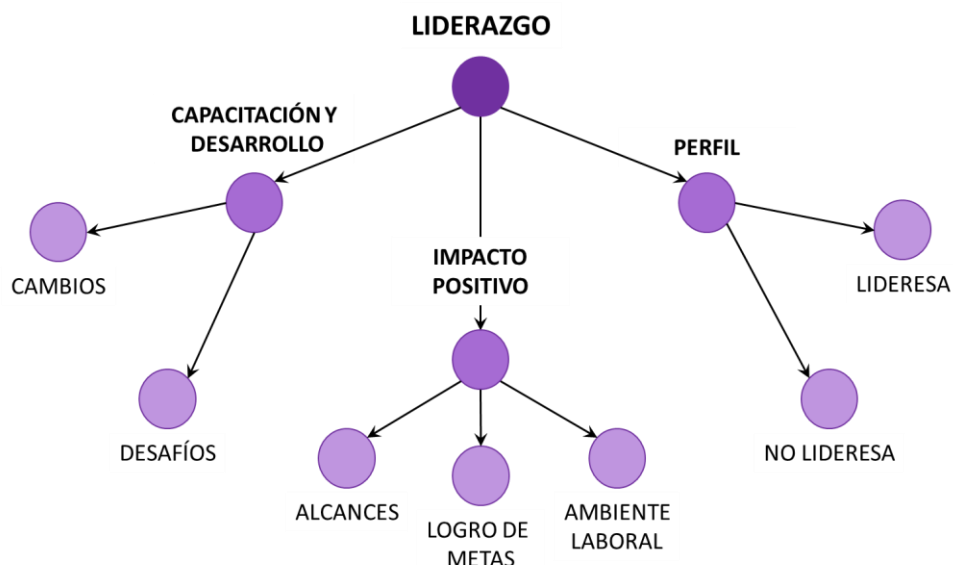 LIDERAZGO
CAPACITACIÓN Y
DESARROLLO
PERFIL
IMPACTO
POSITIVO
CAMBIOS
LIDERESA
DESAFÍOS
NO LIDERESA
ALCANCES
LOGRO DE
METAS
AMBIENTE
LABORAL